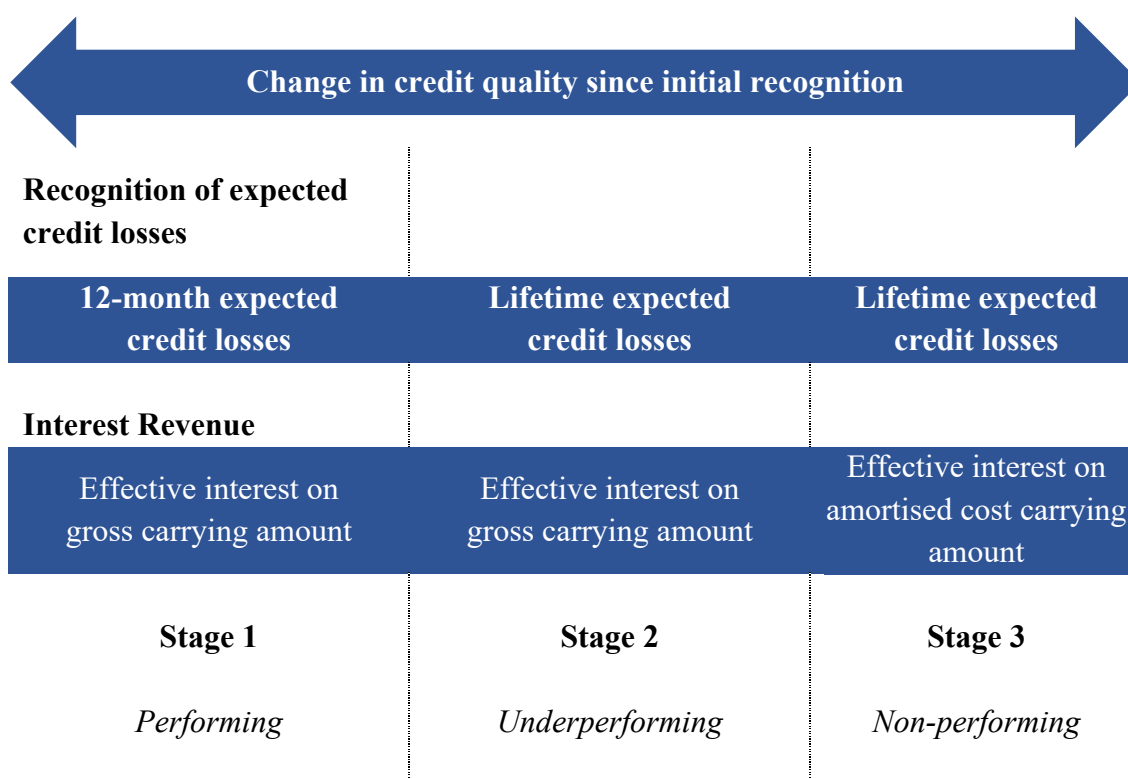 Change in credit quality since initial recognition
Recognition of expected
credit losses
12-month expected
credit losses
Lifetime expected
credit losses
Lifetime expected
credit losses
Interest Revenue
Effective interest on
gross carrying amount
Effective interest on
gross carrying amount
Effective interest on
amortised cost carrying
amount
Stage 1
Stage 2
Stage 3
Performing
Underperforming
Non-performing